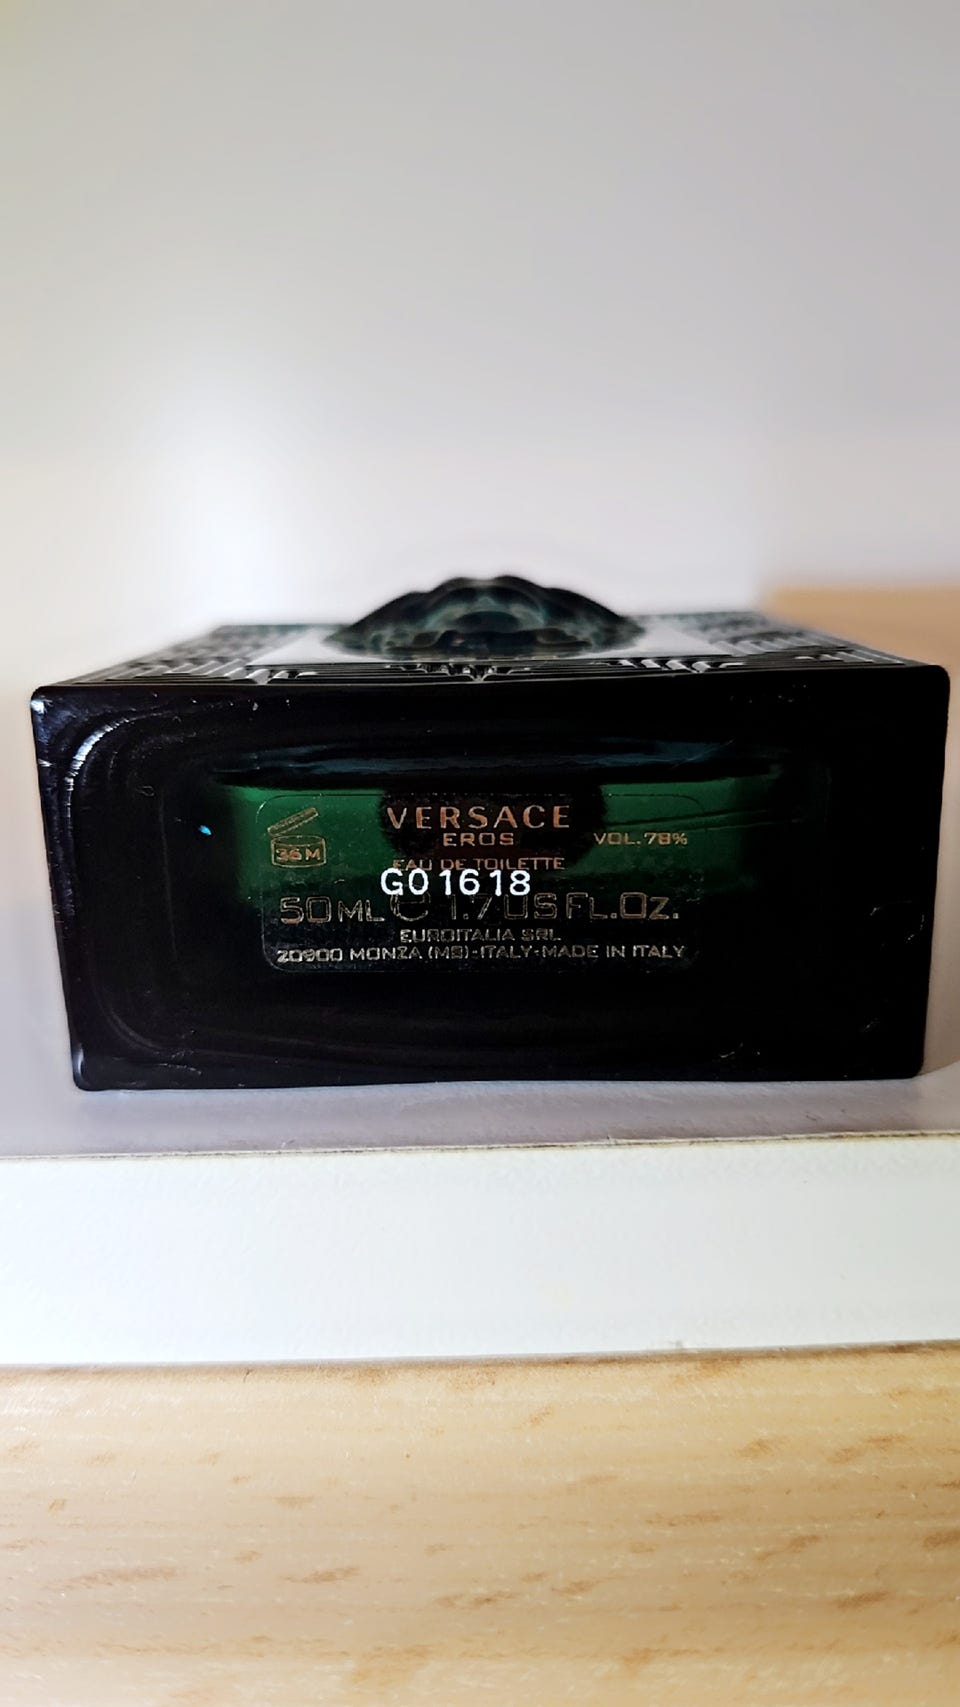 VERSACE
EROS
36M
VOL.78%
EAU DE TOILETTE
G01618
50ML ℮ 1.7 US FL.OZ.
EUROITALIA SRL
20900 MONZA (MB)-ITALY-MADE IN ITALY